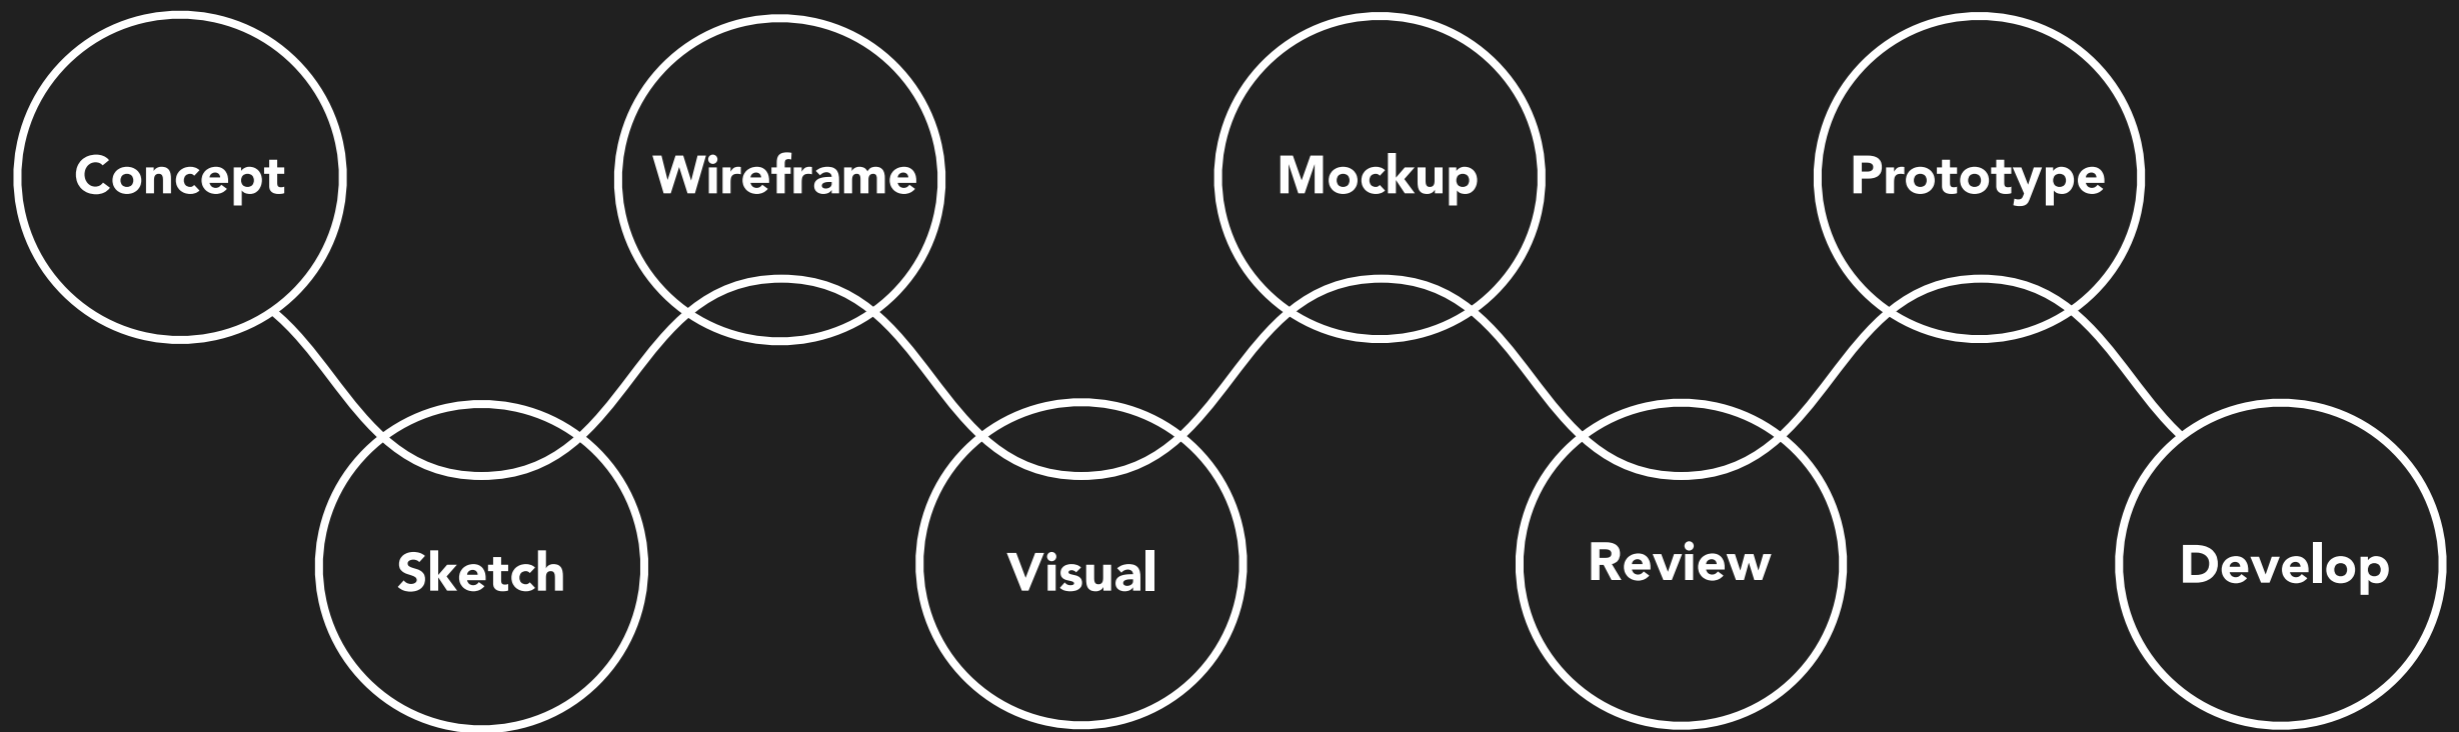 Concept
Sketch
Wireframe
Visual
Mockup
Review
Prototype
Develop